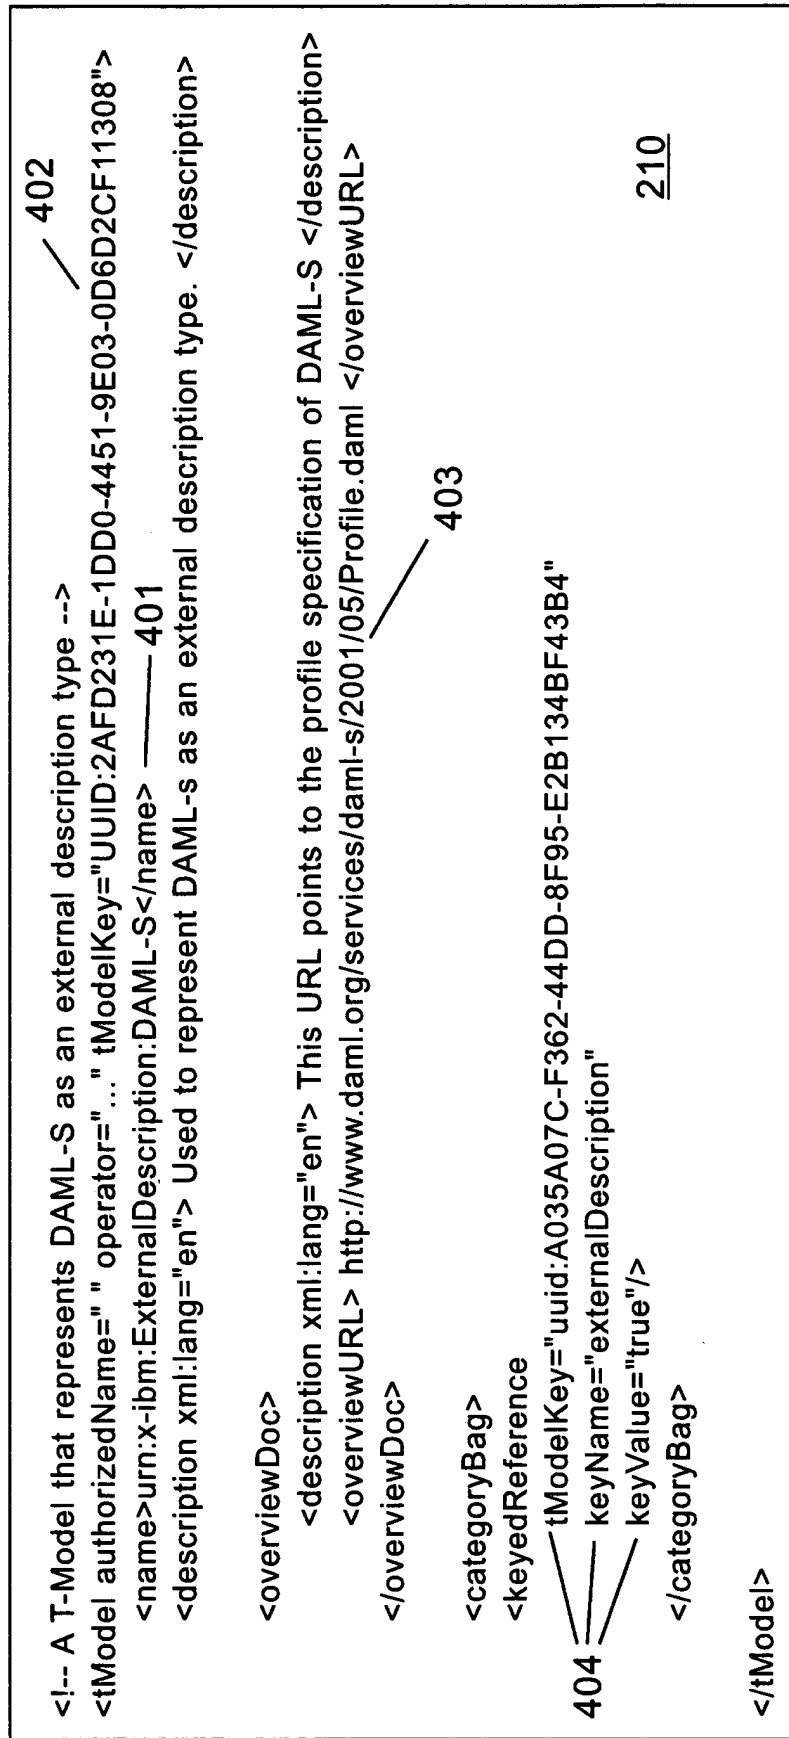 <!-- A T-Model that represents DAML-S as an external description type -->
402
<tModel authorizedName=" " operator="..." tModelKey="UUID:2AFD231E-1DD0-4451-9E03-0D6D2CF11308">
<name>urn:x-ibm:ExternalDescription:DAML-S</name> 401
<description xml:lang="en"> Used to represent DAML-s as an external description type. </description>
<overviewDoc>
<description xml:lang="en"> This URL points to the profile specification of DAML-S </description>
<overviewURL> http://www.daml.org/services/daml-s/2001/05/Profile.daml </overviewURL>
</overviewDoc>
403
<categoryBag>
<keyedReference
tModelKey="uuid:A035A07C-F362-44DD-8F95-E2B134BF43B4"
404 keyName="externalDescription"
keyValue="true"/>
</categoryBag>
210
</tModel>